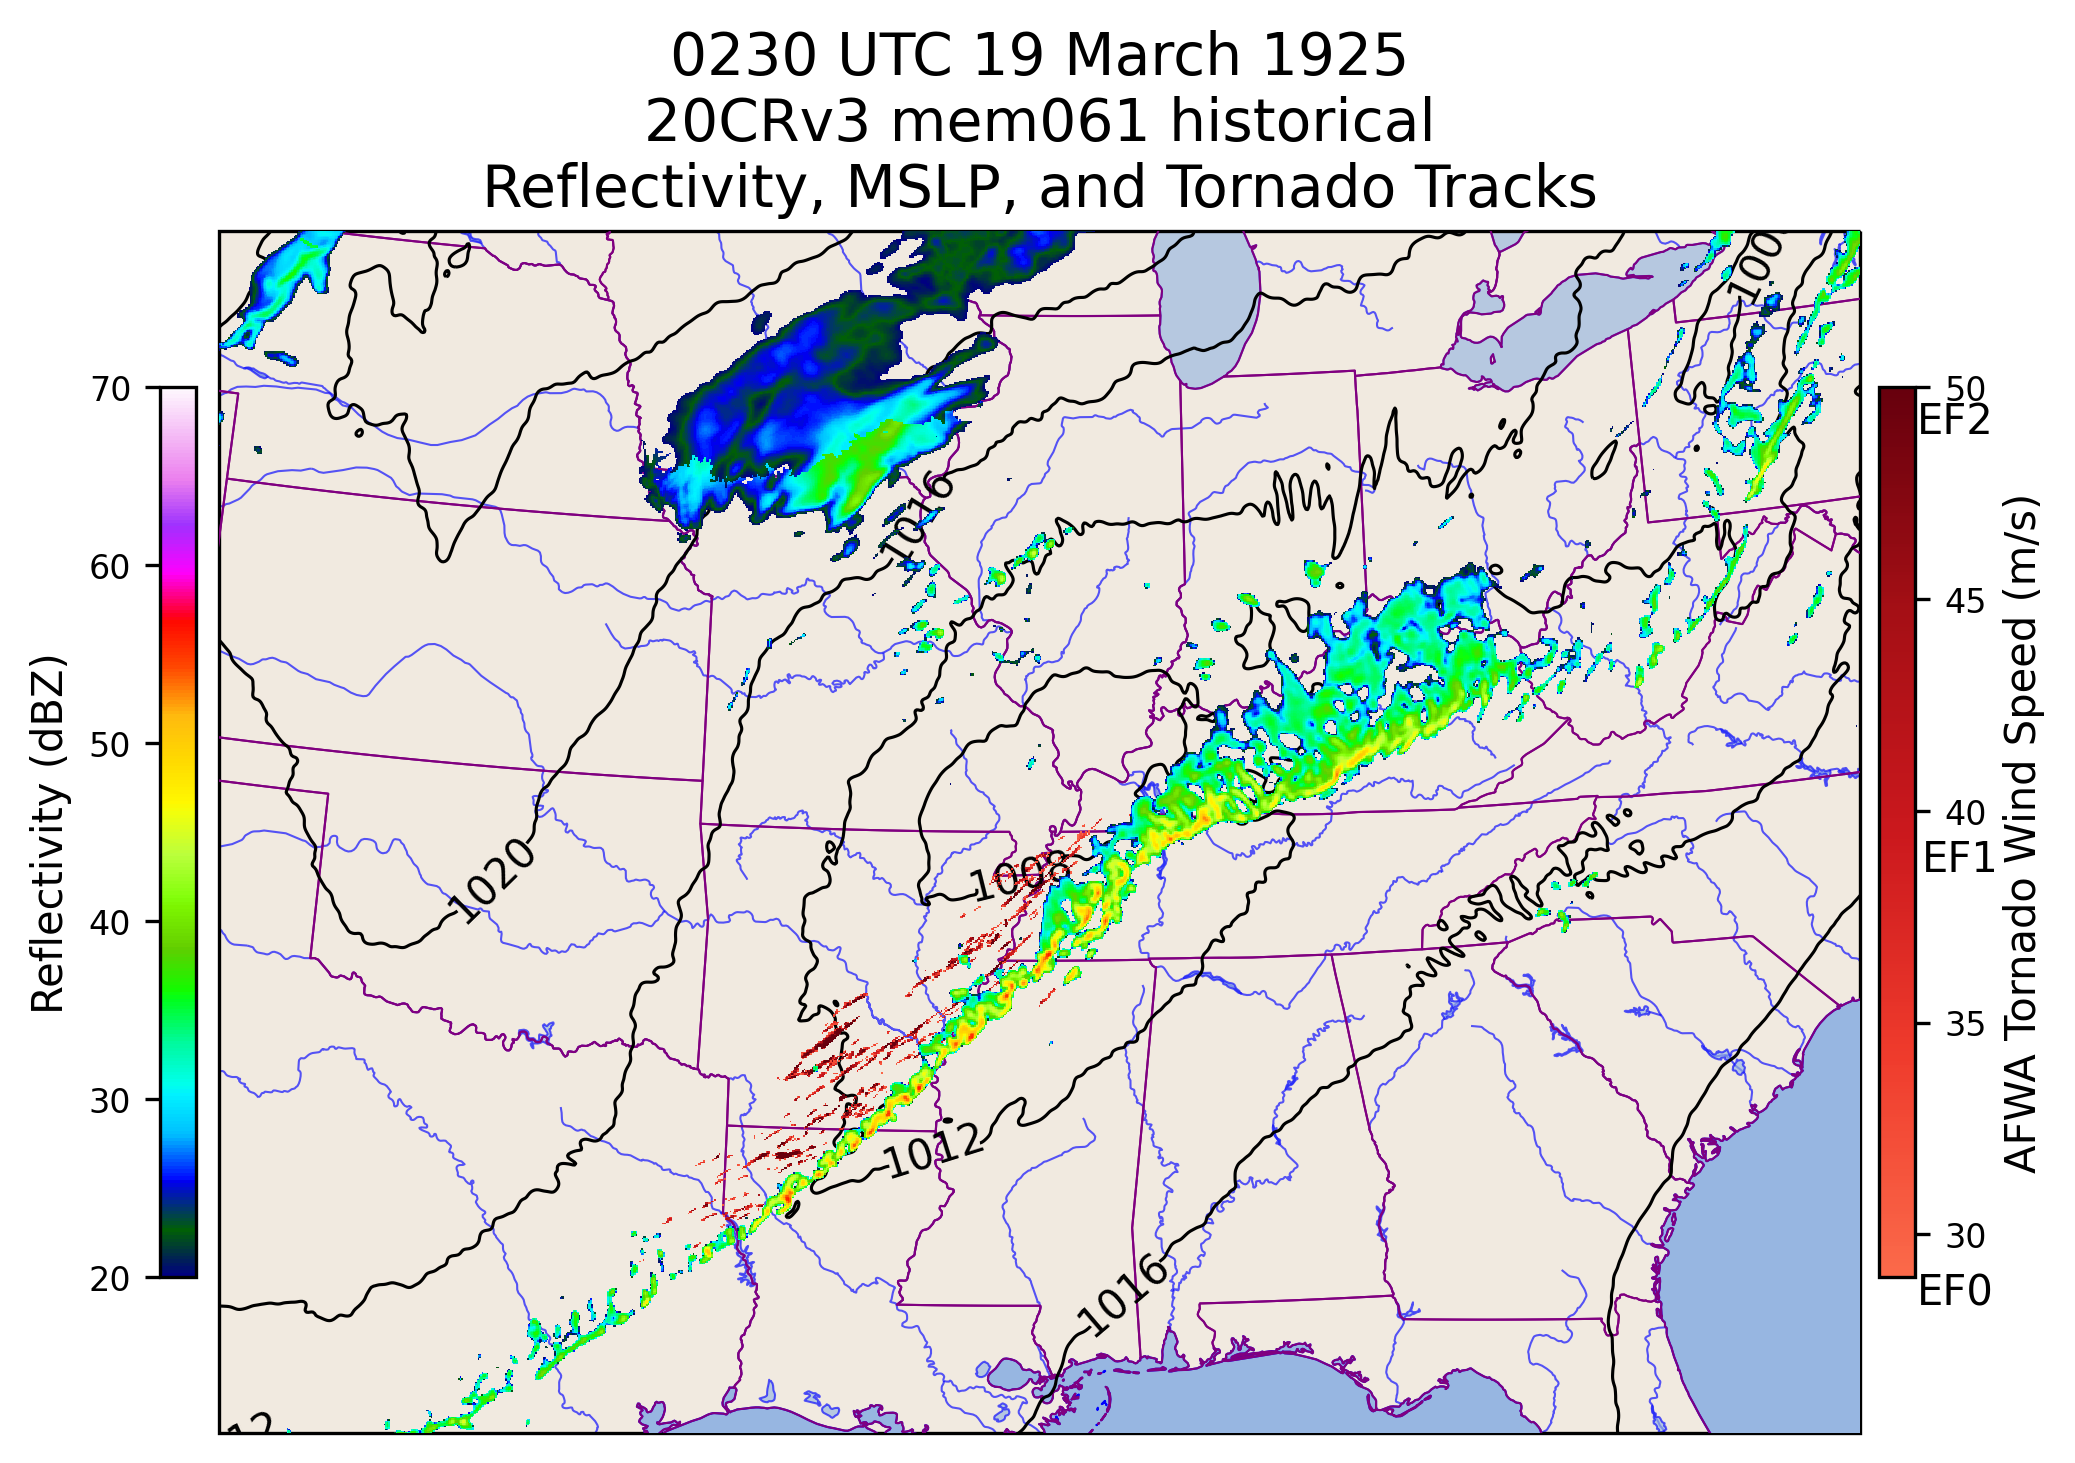 0230 UTC 19 March 1925
20CRv3 mem061 historical
Reflectivity, MSLP, and Tornado Tracks
100
70
60
50
40
30
20
Reflectivity (dBZ)
1016
1020
1008
1012
1016
12
50
EF2
45
40
EF1
35
30
EF0
AFWA Tornado Wind Speed (m/s)